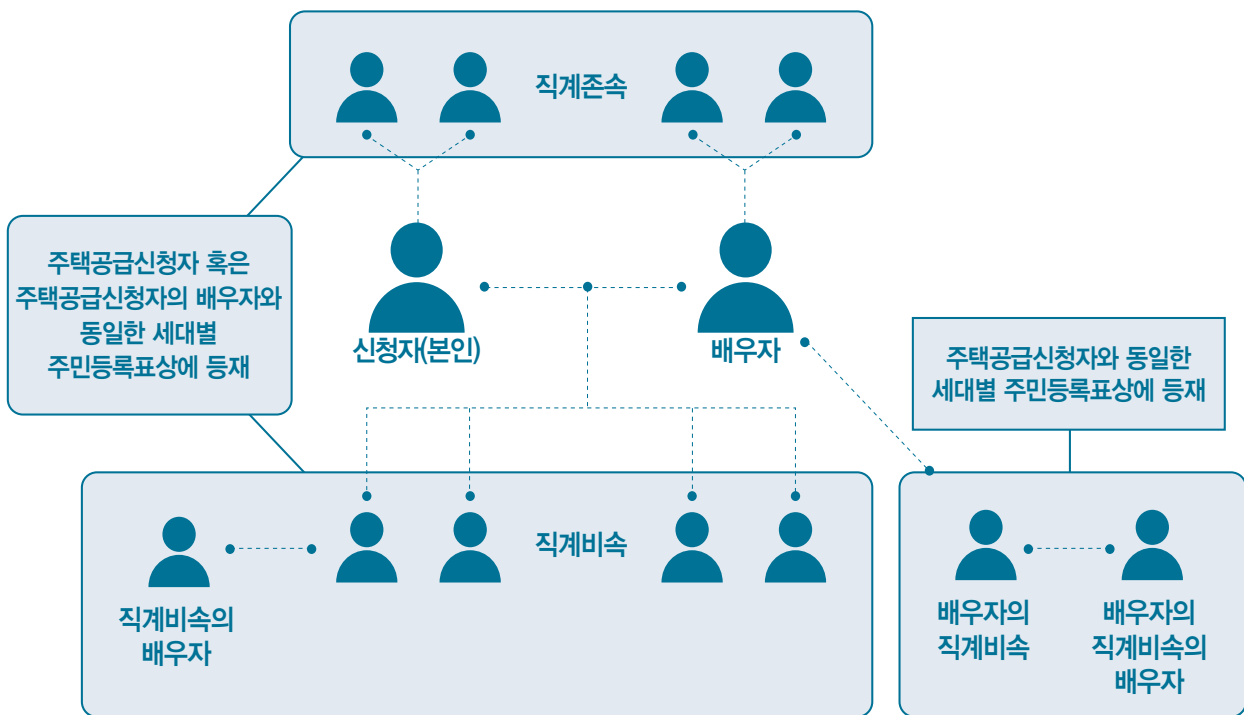 직계존속
주택공급신청자 혹은
주택공급신청자의 배우자와
동일한 세대별
주민등록표상에 등재
신청자(본인)
배우자
주택공급신청자와 동일한
세대별 주민등록표상에 등재
직계비속
직계비속의
배우자
배우자의
직계비속
배우자의
직계비속의
배우자